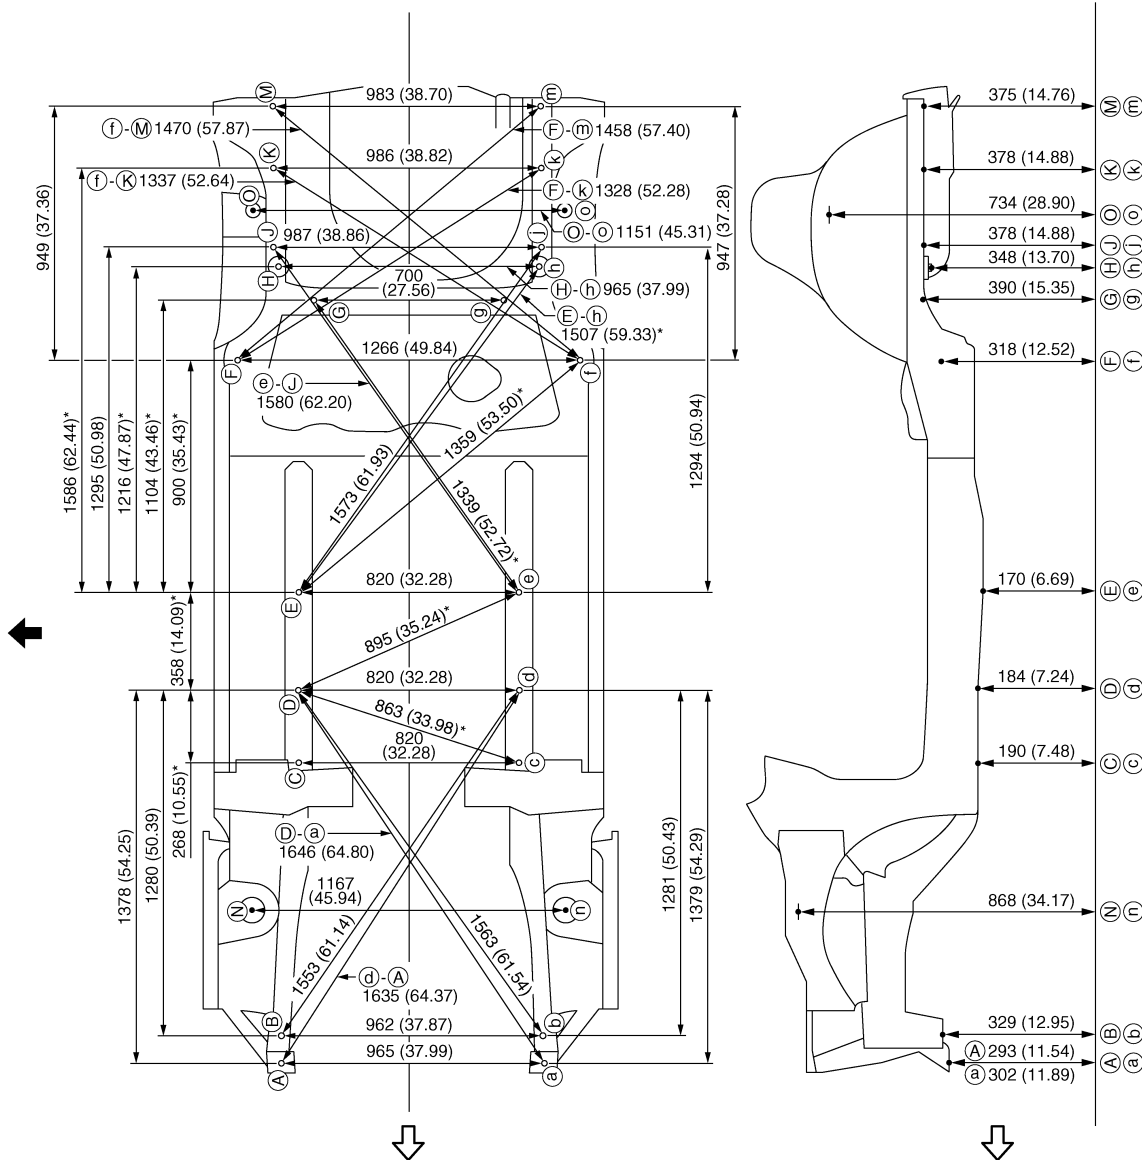 M
983 (38.70)
m
375 (14.76)
M m
f - M 1470 (57.87)
F - m 1458 (57.40)
K
986 (38.82)
k
378 (14.88)
K k
f - K 1337 (52.64)
F - k 1328 (52.28)
O
o
734 (28.90)
O o
O - o 1151 (45.31)
J
987 (38.86)
j
378 (14.88)
J j
H
700
(27.56)
h
348 (13.70)
H h
H - h 965 (37.99)
G
g
390 (15.35)
G g
E - h
1507 (59.33)*
F
1266 (49.84)
f
318 (12.52)
F f
e - J
1580 (62.20)
949 (37.36)
947 (37.28)
1586 (62.44)*
1295 (50.98)
1216 (47.87)*
1104 (43.46)*
900 (35.43)*
1573 (61.93)
1359 (53.50)*
1339 (52.72)*
1294 (50.94)
E
820 (32.28)
e
170 (6.69)
E e
358 (14.09)*
895 (35.24)*
D
820 (32.28)
d
184 (7.24)
D d
863 (33.98)*
C
820
(32.28)
c
190 (7.48)
C c
268 (10.55)*
1378 (54.25)
1280 (50.39)
D - a
1646 (64.80)
1281 (50.43)
1379 (54.29)
N
1167
(45.94)
n
868 (34.17)
N n
1553 (61.14)
1563 (61.54)
d - A
1635 (64.37)
B
962 (37.87)
b
329 (12.95)
B b
A
965 (37.99)
a
A 293 (11.54)
a 302 (11.89)
A a